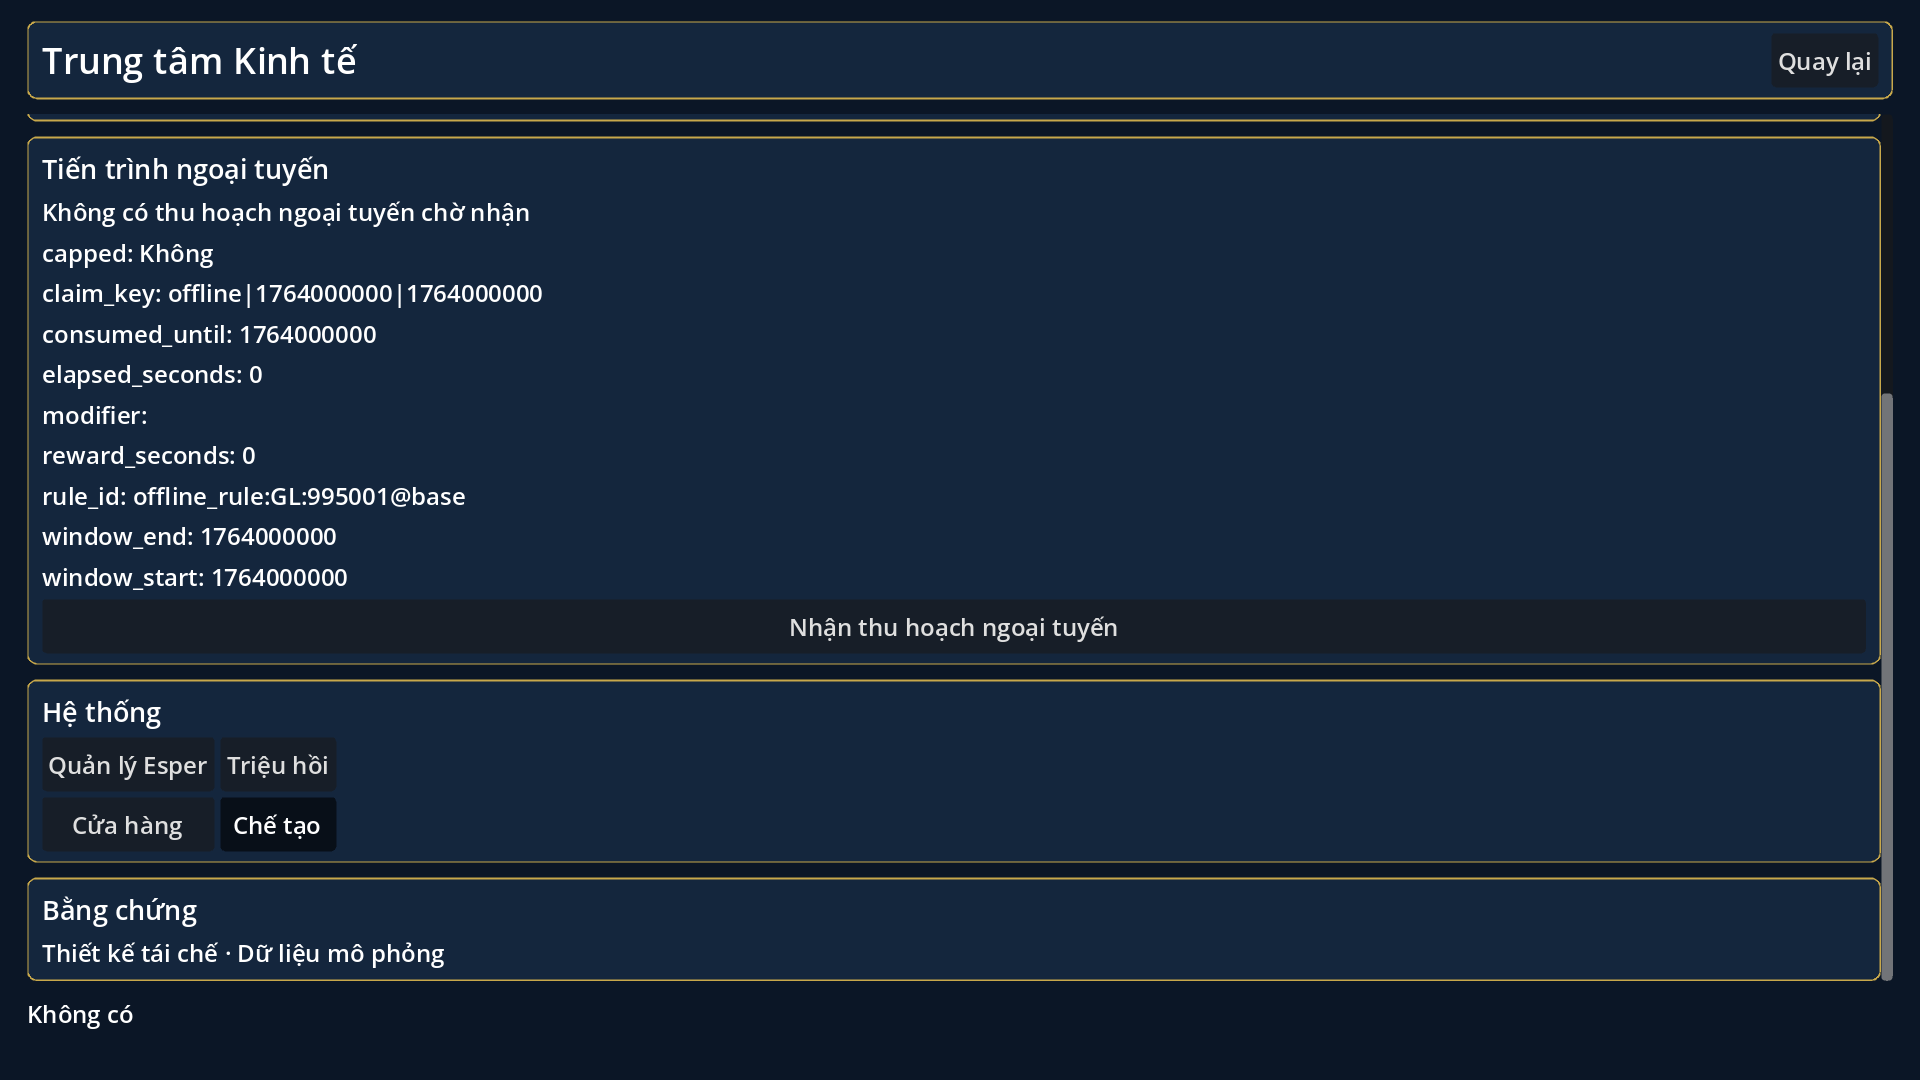 Trung tâm Kinh tế
Quay lại
Tiến trình ngoại tuyến
Không có thu hoạch ngoại tuyến chờ nhận
capped: Không
claim_key: offline|1764000000|1764000000
consumed_until: 1764000000
elapsed_seconds: 0
modifier:
reward_seconds: 0
rule_id: offline_rule:GL:995001@base
window_end: 1764000000
window_start: 1764000000
Nhận thu hoạch ngoại tuyến
Hệ thống
Quản lý Esper
Triệu hồi
Cửa hàng
Chế tạo
Bằng chứng
Thiết kế tái chế · Dữ liệu mô phỏng
Không có